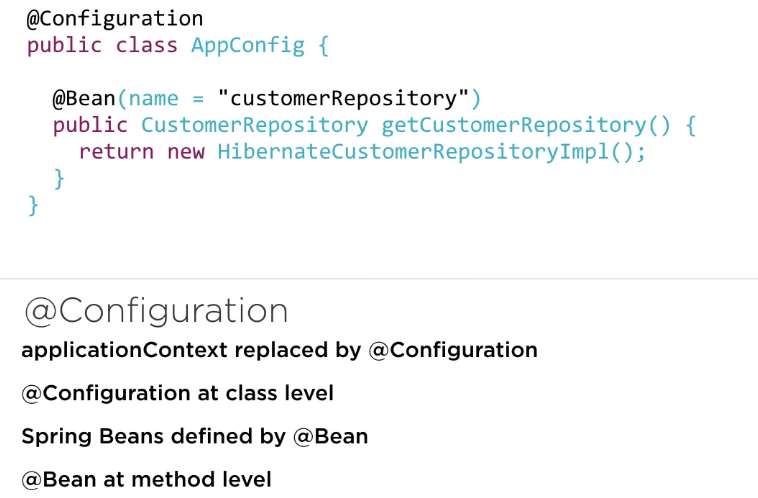 @Configuration
public class AppConfig {
@Bean(name = "customerRepository")
public CustomerRepository getCustomerRepository() {
return new HibernateCustomerRepositoryImpl();
}
}
@Configuration
applicationContext replaced by @Configuration
@Configuration at class level
Spring Beans defined by @Bean
@Bean at method level